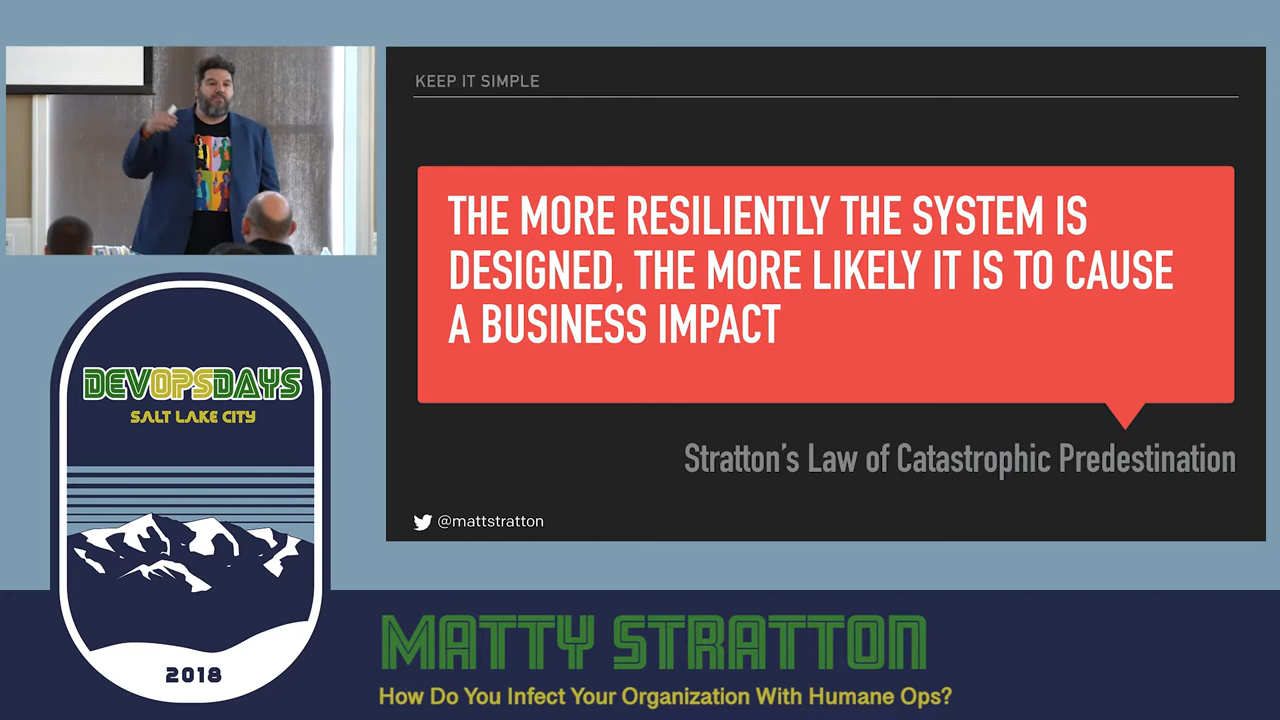 KEEP IT SIMPLE
THE MORE RESILIENTLY THE SYSTEM IS
DESIGNED, THE MORE LIKELY IT IS TO CAUSE
A BUSINESS IMPACT
Stratton's Law of Catastrophic Predestination
@mattstratton
DEVOPSDAYS
SALT LAKE CITY
2018
MATTY STRATTON
How Do You Infect Your Organization With Humane Ops?